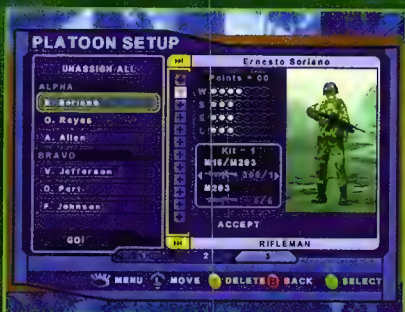 PLATOON SETUP
UNASSIGN ALL
Ernesto Soriano
Points = 00
ALPHA
E. Soriano
O. Reyes
A. Allen
BRAVO
V. Jefferson
D. Port
F. Johnson
GO!
W
S
E
L
Kit - 1
M16/M203
M203
ACCEPT
RIFLEMAN
2
3
MENU
L
MOVE
DELETE
B
BACK
SELECT